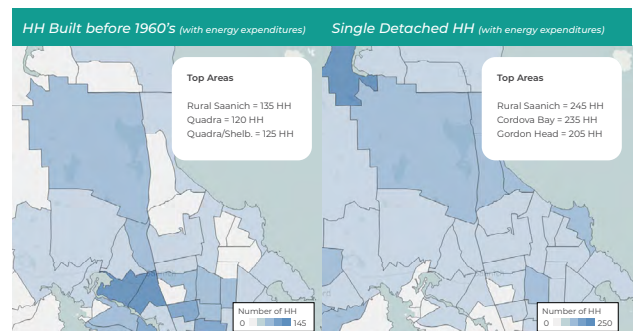 HH Built before 1960's (with energy expenditures)
Top Areas
Rural Saanich = 135 HH
Quadra = 120 HH
Quadra/Shelb. = 125 HH
Number of HH
0 145
Single Detached HH (with energy expenditures)
Top Areas
Rural Saanich = 245 HH
Cordova Bay = 235 HH
Gordon Head = 205 HH
Number of HH
0 250